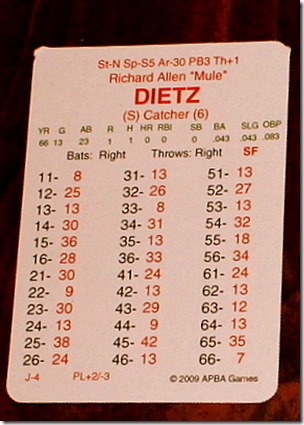 St-N Sp-S5 Ar-30 PB3 Th+1
Richard Allen "Mule"
DIETZ
(S) Catcher (6)
YR G AB R H HR RBI SB BA SLG OBP
66 13 23 1 1 0 0 0 .043 .043 .083
Bats: Right Throws: Right SF
11- 8 31- 13 51- 13
12- 25 32- 26 52- 27
13- 13 33- 8 53- 13
14- 30 34- 31 54- 32
15- 36 35- 13 55- 18
16- 28 36- 33 56- 34
21- 30 41- 24 61- 24
22- 9 42- 13 62- 13
23- 30 43- 29 63- 12
24- 13 44- 9 64- 13
25- 38 45- 42 65- 35
26- 24 46- 13 66- 7
J-4 PL+2/-3 © 2009 APBA Games